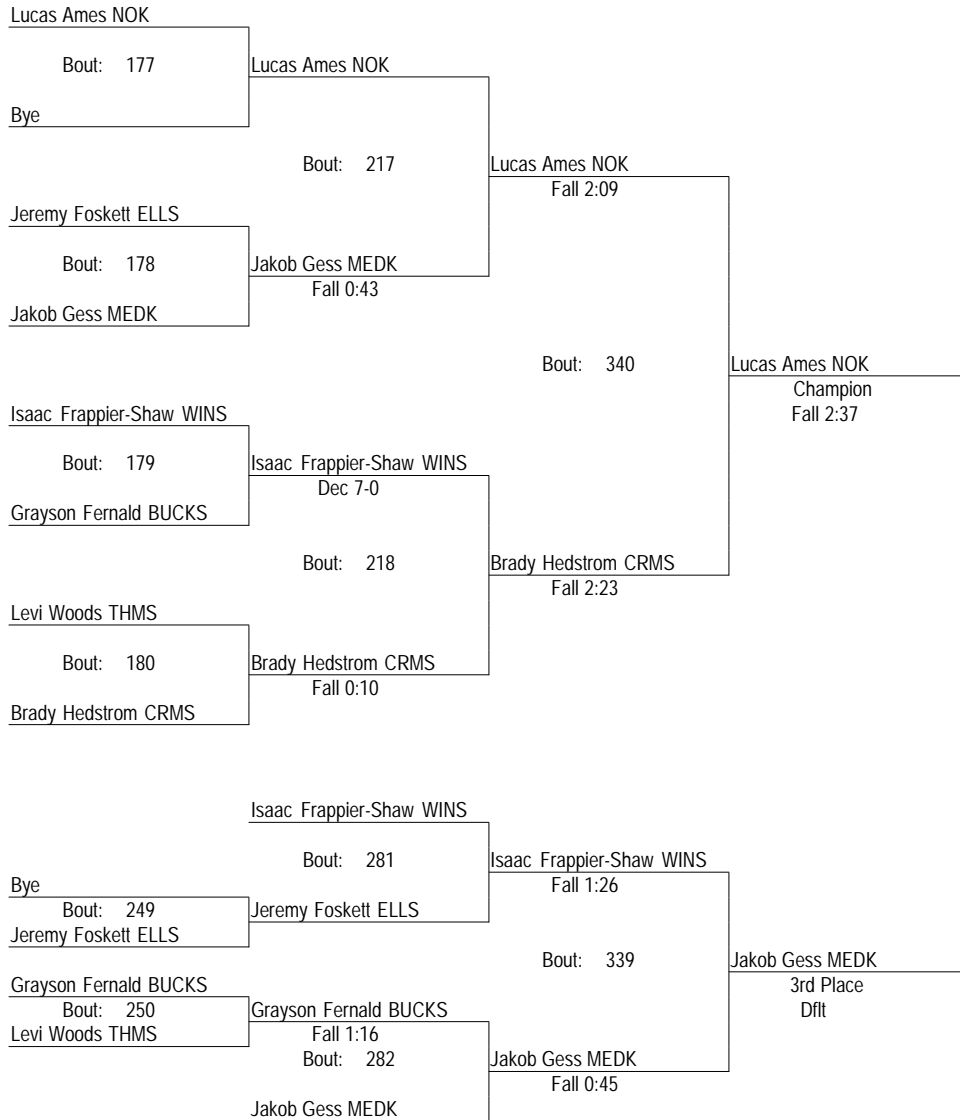 Lucas Ames NOK
Bout: 177
Lucas Ames NOK
Bye
Bout: 217
Lucas Ames NOK
Fall 2:09
Jeremy Foskett ELLS
Bout: 178
Jakob Gess MEDK
Fall 0:43
Jakob Gess MEDK
Bout: 340
Lucas Ames NOK
Champion
Fall 2:37
Isaac Frappier-Shaw WINS
Bout: 179
Isaac Frappier-Shaw WINS
Dec 7-0
Grayson Fernald BUCKS
Bout: 218
Brady Hedstrom CRMS
Fall 2:23
Levi Woods THMS
Bout: 180
Brady Hedstrom CRMS
Fall 0:10
Brady Hedstrom CRMS
Isaac Frappier-Shaw WINS
Bout: 281
Isaac Frappier-Shaw WINS
Fall 1:26
Bye
Bout: 249
Jeremy Foskett ELLS
Jeremy Foskett ELLS
Bout: 339
Jakob Gess MEDK
3rd Place
Dflt
Grayson Fernald BUCKS
Bout: 250
Grayson Fernald BUCKS
Levi Woods THMS
Fall 1:16
Bout: 282
Jakob Gess MEDK
Fall 0:45
Jakob Gess MEDK